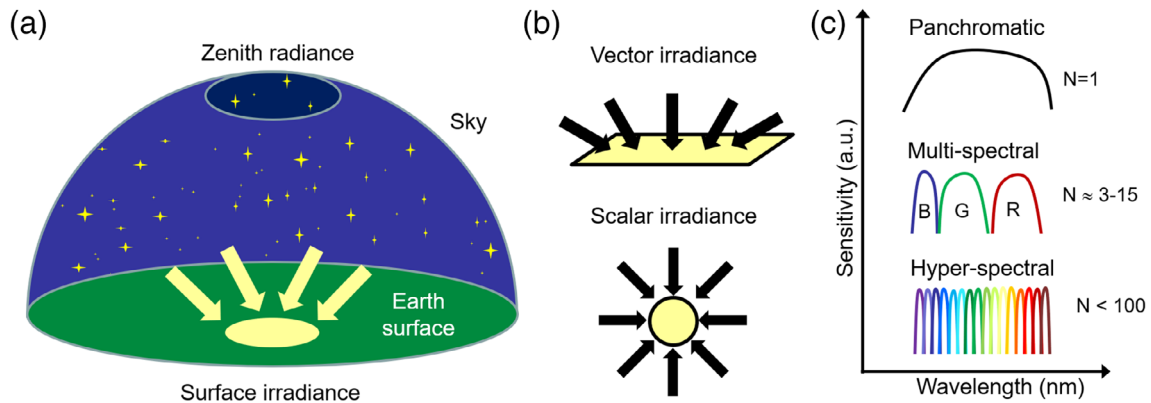 (a)
Zenith radiance
Sky
Earth
surface
Surface irradiance
(b)
Vector irradiance
Scalar irradiance
(c)
Sensitivity (a.u.)
Panchromatic
N=1
Multi-spectral
B
G
R
N ≈ 3-15
Hyper-spectral
N < 100
Wavelength (nm)